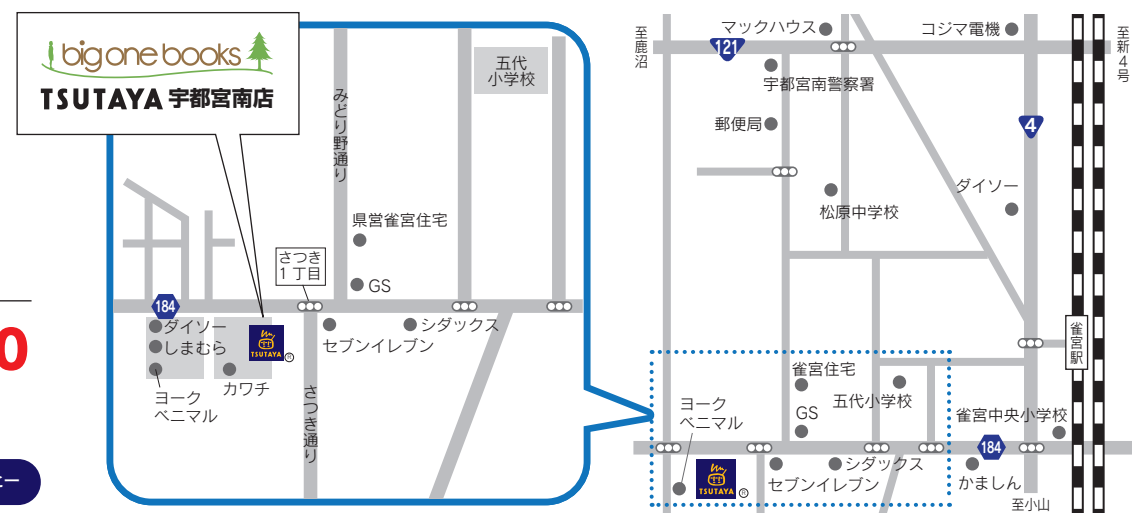 big one books
TSUTAYA 宇都宮南店
五代
小学校
みどり野通り
県営雀宮住宅
さつき
1丁目
GS
184
ダイソー
しまむら
TSUTAYA
®
セブンイレブン
シダックス
ヨーク
ベニマル
カワチ
さつき通り
0
ー
至鹿沼
マックハウス
コジマ電機
至新4号
121
宇都宮南警察署
郵便局
4
ダイソー
松原中学校
雀宮駅
雀宮住宅
五代小学校
ヨーク
ベニマル
GS
雀宮中央小学校
184
シダックス
TSUTAYA
®
セブンイレブン
かましん
至小山